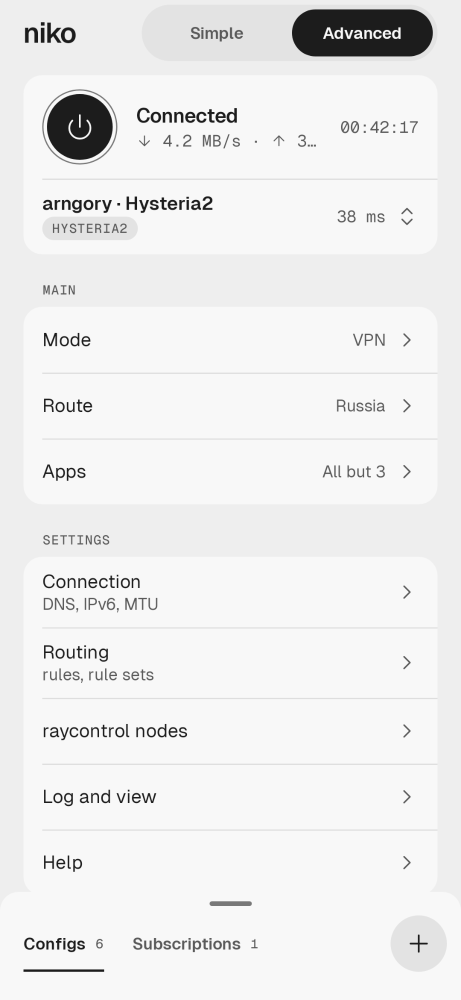 niko
Simple
Advanced
Connected
↓ 4.2 MB/s · ↑ 3…
00:42:17
arngory · Hysteria2
HYSTERIA2
38 ms
MAIN
Mode
VPN
Route
Russia
Apps
All but 3
SETTINGS
Connection
DNS, IPv6, MTU
Routing
rules, rule sets
raycontrol nodes
Log and view
Help
Configs 6
Subscriptions 1